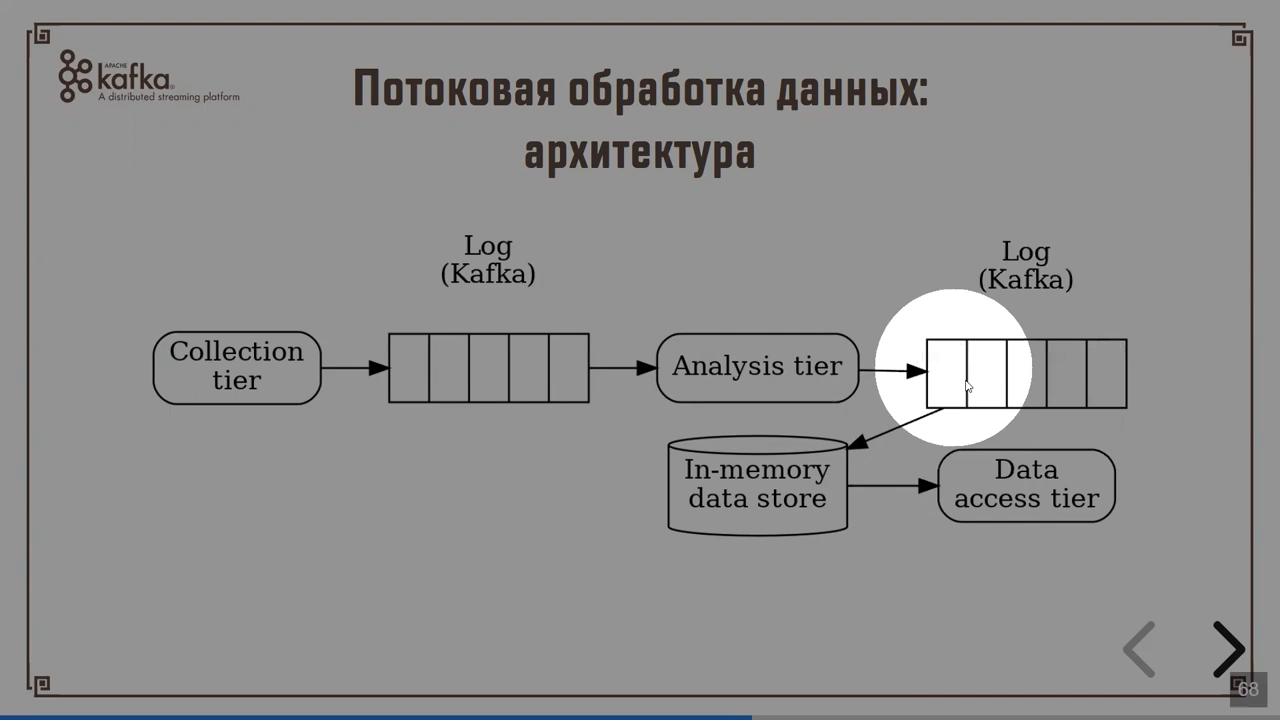 APACHE
kafka®
A distributed streaming platform
Потоковая обработка данных:
архитектура
Log
(Kafka)
Log
(Kafka)
Collection
tier
Analysis tier
In-memory
data store
Data
access tier
68